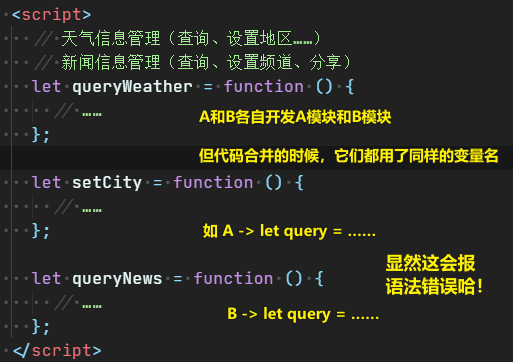 <script>
// 天气信息管理（查询、设置地区……）
// 新闻信息管理（查询、设置频道、分享）
let queryWeather = function () {
// ……
A和B各自开发A模块和B模块
};
但代码合并的时候，它们都用了同样的变量名
let setCity = function () {
// ……
};
如 A -> let query = ……
显然这会报
语法错误哈！
let queryNews = function () {
// ……
B -> let query = ……
};
</script>